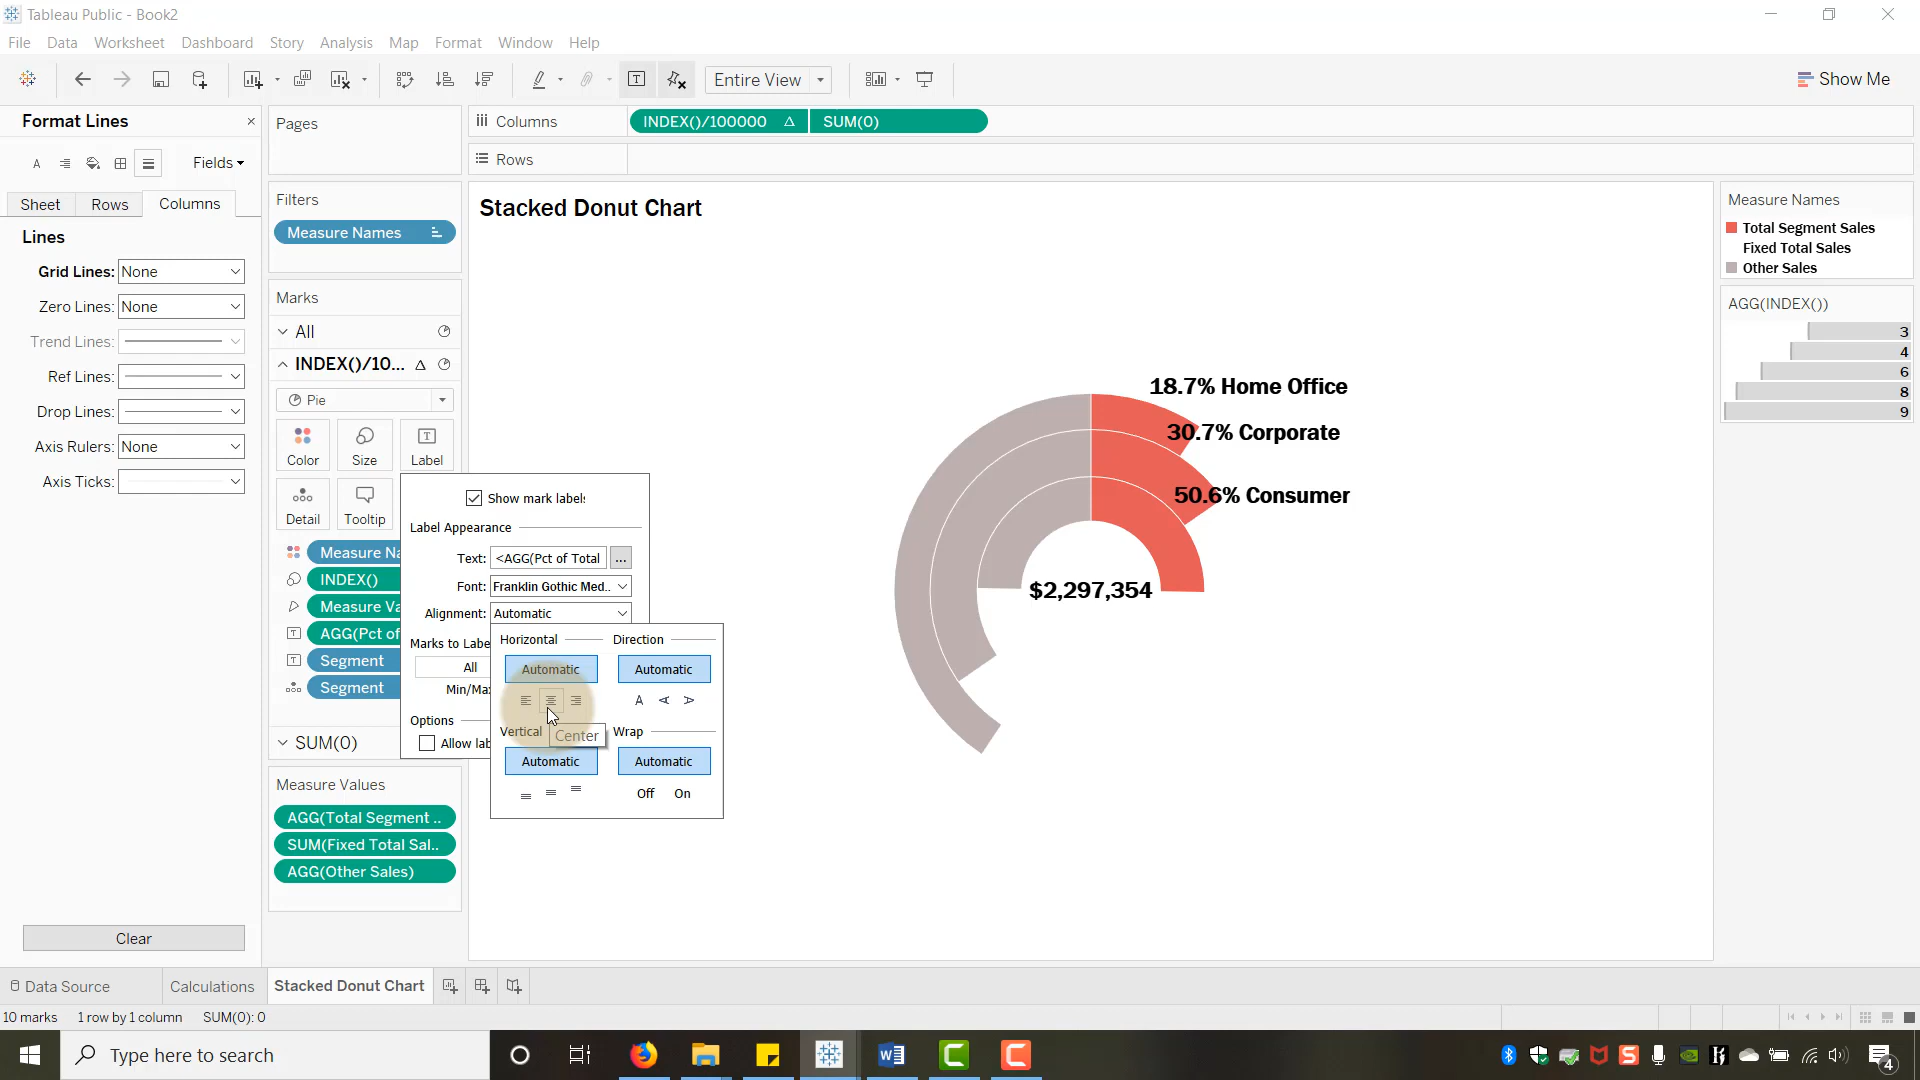 Tableau Public - Book2
File Data Worksheet Dashboard Story Analysis Map Format Window Help
Entire View
Show Me
Format Lines
Fields
Sheet Rows Columns
Lines
Grid Lines: None
Zero Lines: None
Trend Lines:
Ref Lines:
Drop Lines:
Axis Rulers: None
Axis Ticks:
Clear
Pages
Filters
Measure Names
Marks
All
INDEX()/10...
Pie
Color Size Label
Detail Tooltip
Measure Na
INDEX()
Measure Va
AGG(Pct of
Segment
Segment
SUM(0)
Measure Values
AGG(Total Segment ..
SUM(Fixed Total Sal..
AGG(Other Sales)
Columns INDEX()/100000 SUM(0)
Rows
Stacked Donut Chart
18.7% Home Office
30.7% Corporate
50.6% Consumer
$2,297,354
Show mark labels
Label Appearance
Text: <AGG(Pct of Total ...
Font: Franklin Gothic Med..
Alignment: Automatic
Marks to Labe
All
Min/Max
Options
Allow lab
Horizontal Direction
Automatic Automatic
A A A
Vertical Wrap
Center
Automatic Automatic
Off On
Measure Names
Total Segment Sales
Fixed Total Sales
Other Sales
AGG(INDEX())
3
4
6
8
9
Data Source Calculations Stacked Donut Chart
10 marks 1 row by 1 column SUM(0): 0
Type here to search
4